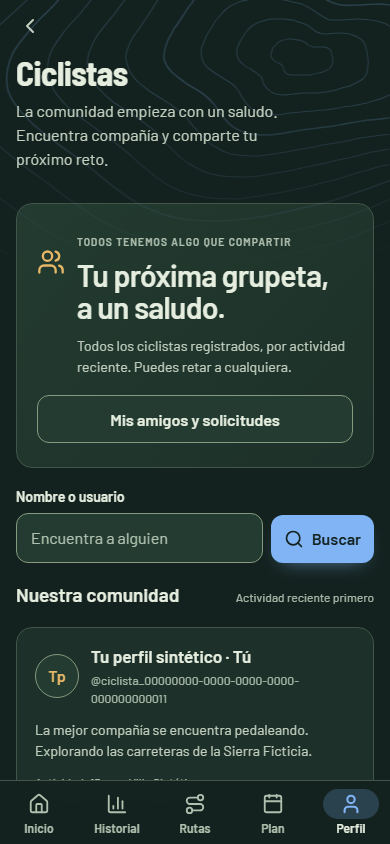 Ciclistas
La comunidad empieza con un saludo.
Encuentra compañía y comparte tu
próximo reto.
TODOS TENEMOS ALGO QUE COMPARTIR
Tu próxima grupeta,
a un saludo.
Todos los ciclistas registrados, por actividad
reciente. Puedes retar a cualquiera.
Mis amigos y solicitudes
Nombre o usuario
Encuentra a alguien
Buscar
Nuestra comunidad
Actividad reciente primero
Tp
Tu perfil sintético · Tú
@ciclista_00000000-0000-0000-0000-
000000000011
La mejor compañía se encuentra pedaleando.
Explorando las carreteras de la Sierra Ficticia.
Inicio
Historial
Rutas
Plan
Perfil